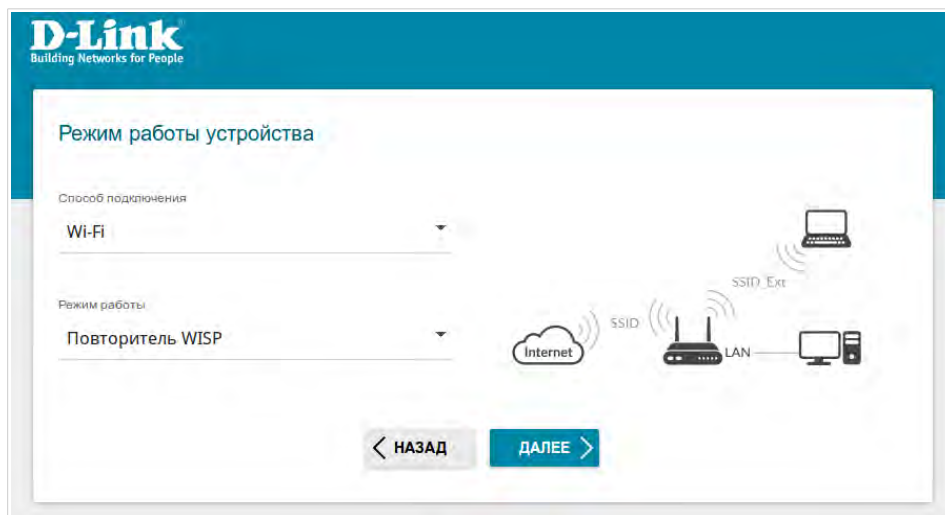 D-Link
Building Networks for People
Режим работы устройства
Способ подключения
Wi-Fi
Режим работы
Повторитель WISP
SSID_Ext
SSID
Internet
LAN
НАЗАД
ДАЛЕЕ